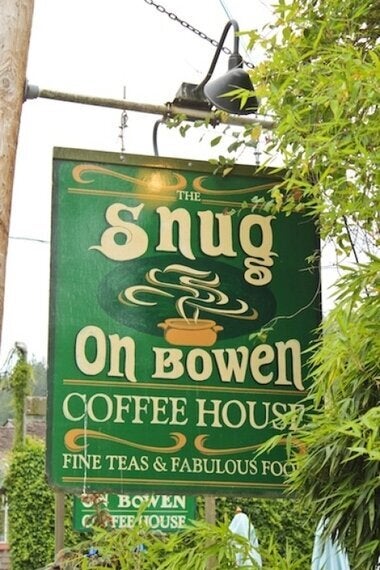 THE
Snug
On BOWEN
COFFEE HOUSE
FINE TEAS & FABULOUS FOO
ON BOWEN
COFFEE HOUSE